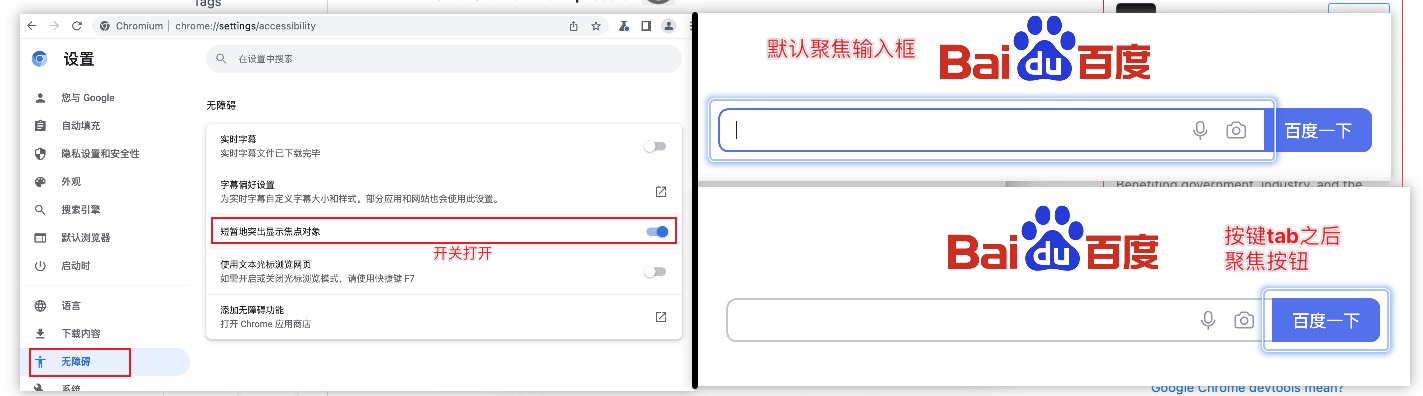 Tags
Chromium | chrome://settings/accessibility
设置
在设置中搜索
您与 Google
自动填充
隐私设置和安全性
外观
搜索引擎
默认浏览器
启动时
语言
下载内容
无障碍
系统
无障碍
实时字幕
实时字幕文件已下载完毕
字幕偏好设置
为实时字幕自定义字幕大小和样式。部分应用和网站也会使用此设置。
短暂地突出显示焦点对象
开关打开
使用文本光标浏览网页
如需开启或关闭光标浏览模式，请使用快捷键 F7
添加无障碍功能
打开 Chrome 应用商店
默认聚焦输入框
Bai du 百度
百度一下
Benefiting government, industry, and the
Bai du 百度
按键tab之后
聚焦按钮
百度一下
Google Chrome devtools mean?